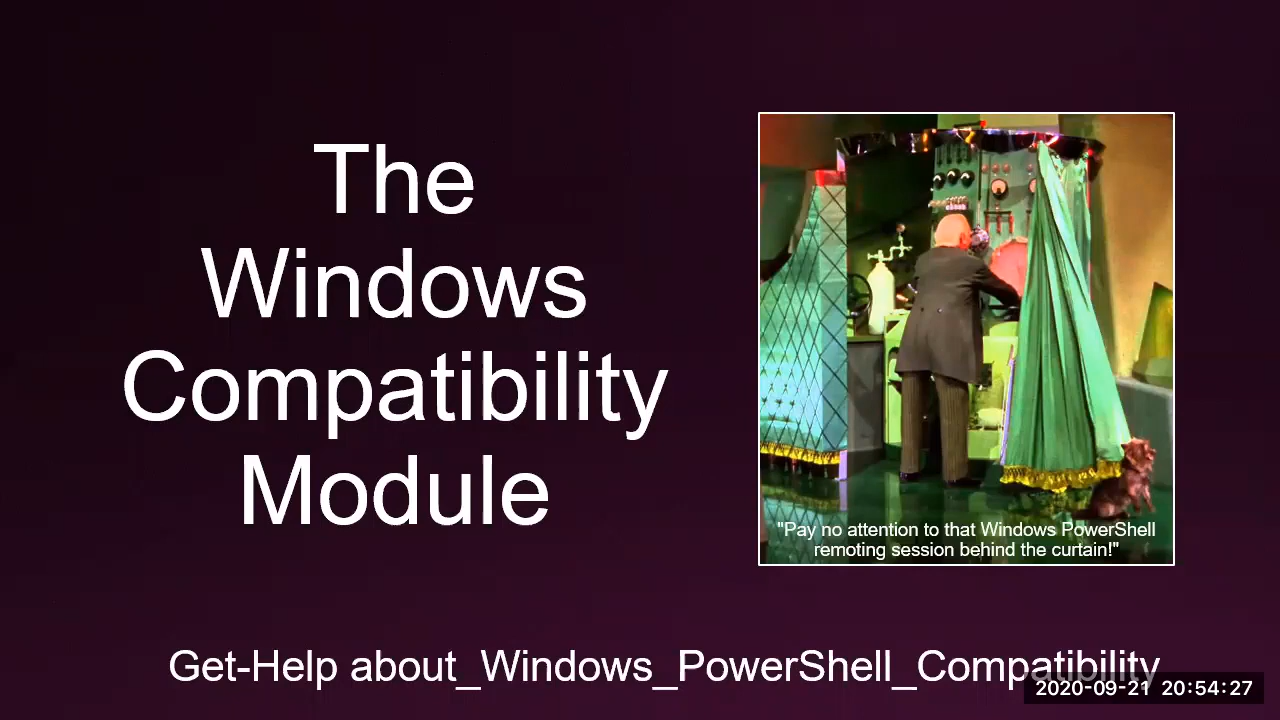 The
Windows
Compatibility
Module
"Pay no attention to that Windows PowerShell
remoting session behind the curtain!"
Get-Help about_Windows_PowerShell_Compatibility
2020-09-21 20:54:27